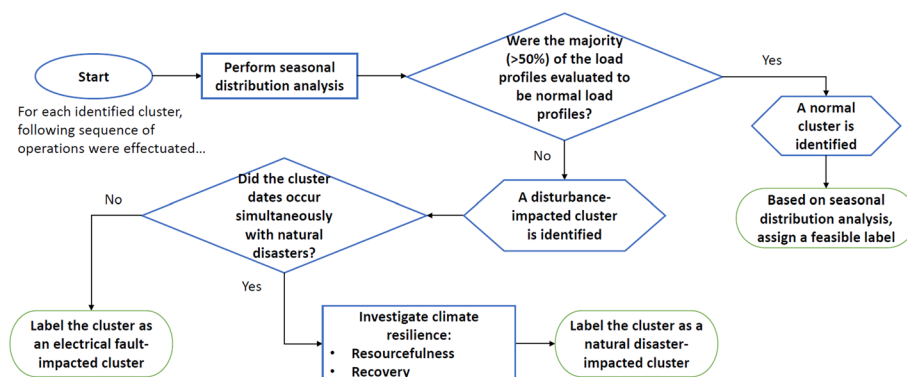 Start
For each identified cluster,
following sequence of
operations were effectuated...
Perform seasonal
distribution analysis
Were the majority
(>50%) of the load
profiles evaluated to
be normal load
profiles?
Yes
A normal
cluster is
identified
Based on seasonal
distribution analysis,
assign a feasible label
No
A disturbance-
impacted cluster
is identified
Did the cluster
dates occur
simultaneously
with natural
disasters?
No
Label the cluster as
an electrical fault-
impacted cluster
Yes
Investigate climate
resilience:
• Resourcefulness
• Recovery
Label the cluster as a
natural disaster-
impacted cluster